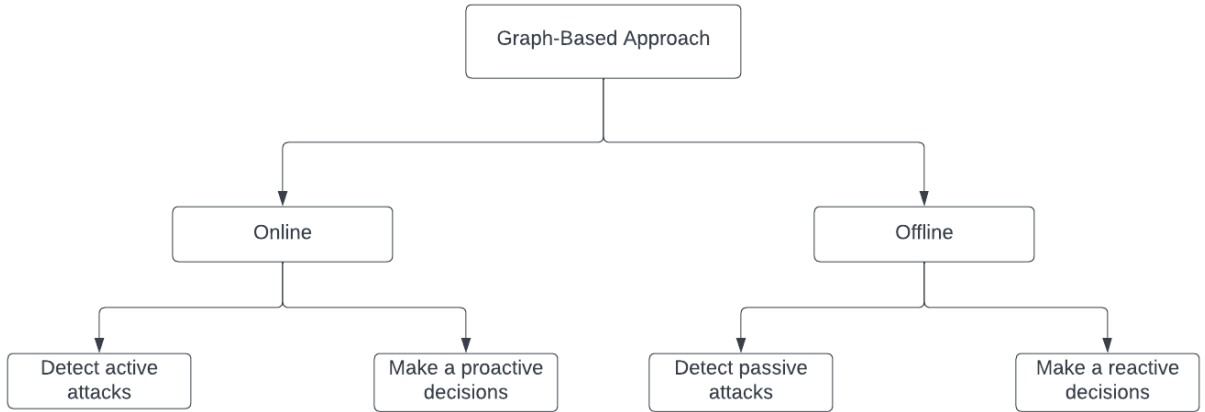 Graph-Based Approach
Online
Offline
Detect active
attacks
Make a proactive
decisions
Detect passive
attacks
Make a reactive
decisions